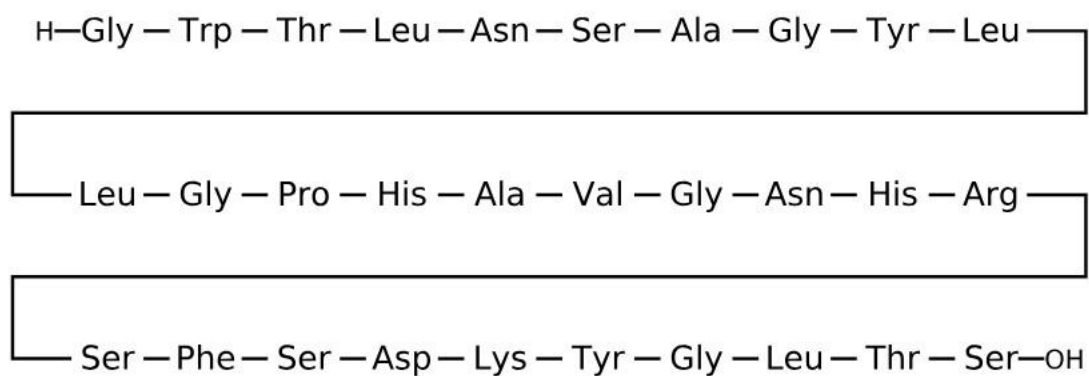 H—Gly — Trp — Thr — Leu — Asn — Ser — Ala — Gly — Tyr — Leu
Leu — Gly — Pro — His — Ala — Val — Gly — Asn — His — Arg
Ser — Phe — Ser — Asp — Lys — Tyr — Gly — Leu — Thr — Ser—OH